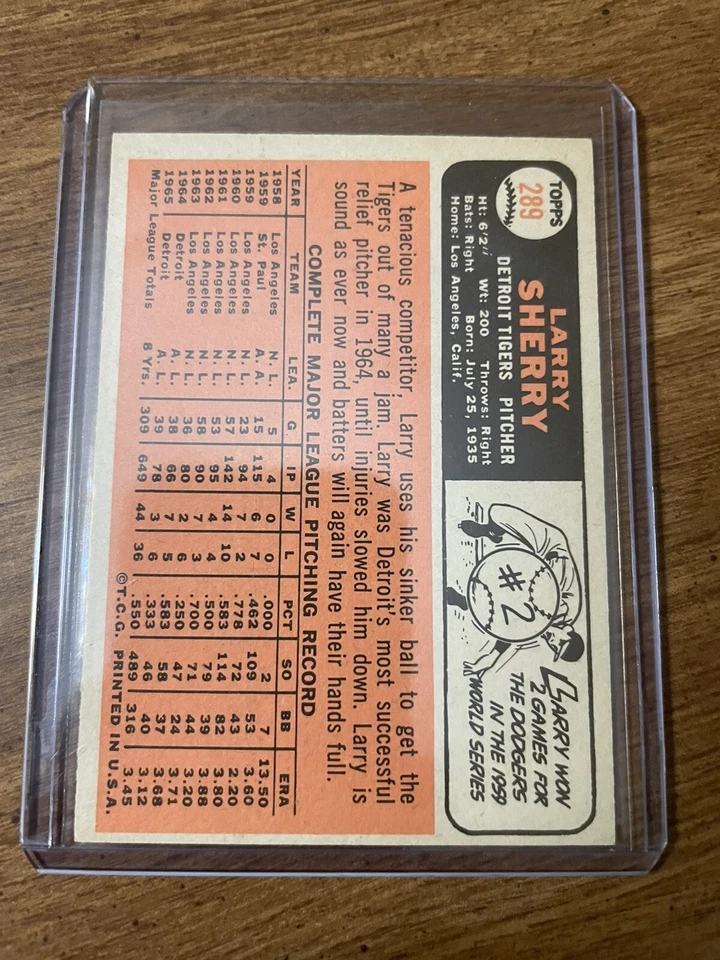 TOPPS
289
LARRY
SHERRY
DETROIT TIGERS PITCHER
Ht: 6'2" Wt: 200 Throws: Right
Bats: Right Born: July 25, 1935
Home: Los Angeles, Calif.
#2
LARRY WON
2 GAMES FOR
THE DODGERS
IN THE 1959
WORLD SERIES
A tenacious competitor, Larry uses his sinker ball to get the
Tigers out of many a jam. Larry was Detroit's most successful
relief pitcher in 1964, until injuries slowed him down. Larry is
sound as ever now and batters will again have their hands full.
COMPLETE MAJOR LEAGUE PITCHING RECORD
YEAR TEAM LEA. G IP W L PCT SO BB ERA
1958 Los Angeles N. L. 5 4 0 0 .000 2 7 13.50
1959 St. Paul A. A. 15 115 6 7 .462 109 53 3.60
1959 Los Angeles N. L. 23 94 7 2 .778 72 43 2.20
1960 Los Angeles N. L. 57 142 14 10 .583 114 82 3.80
1961 Los Angeles N. L. 53 95 4 4 .500 79 39 3.88
1962 Los Angeles N. L. 58 90 7 3 .700 71 44 3.20
1963 Los Angeles N. L. 36 80 2 6 .250 47 24 3.71
1964 Detroit A. L. 38 66 7 5 .583 58 37 3.68
1965 Detroit A. L. 39 78 3 6 .333 46 40 3.12
Major League Totals 8 Yrs. 309 649 44 36 .550 489 316 3.45
©T.C.G. PRINTED IN U.S.A.